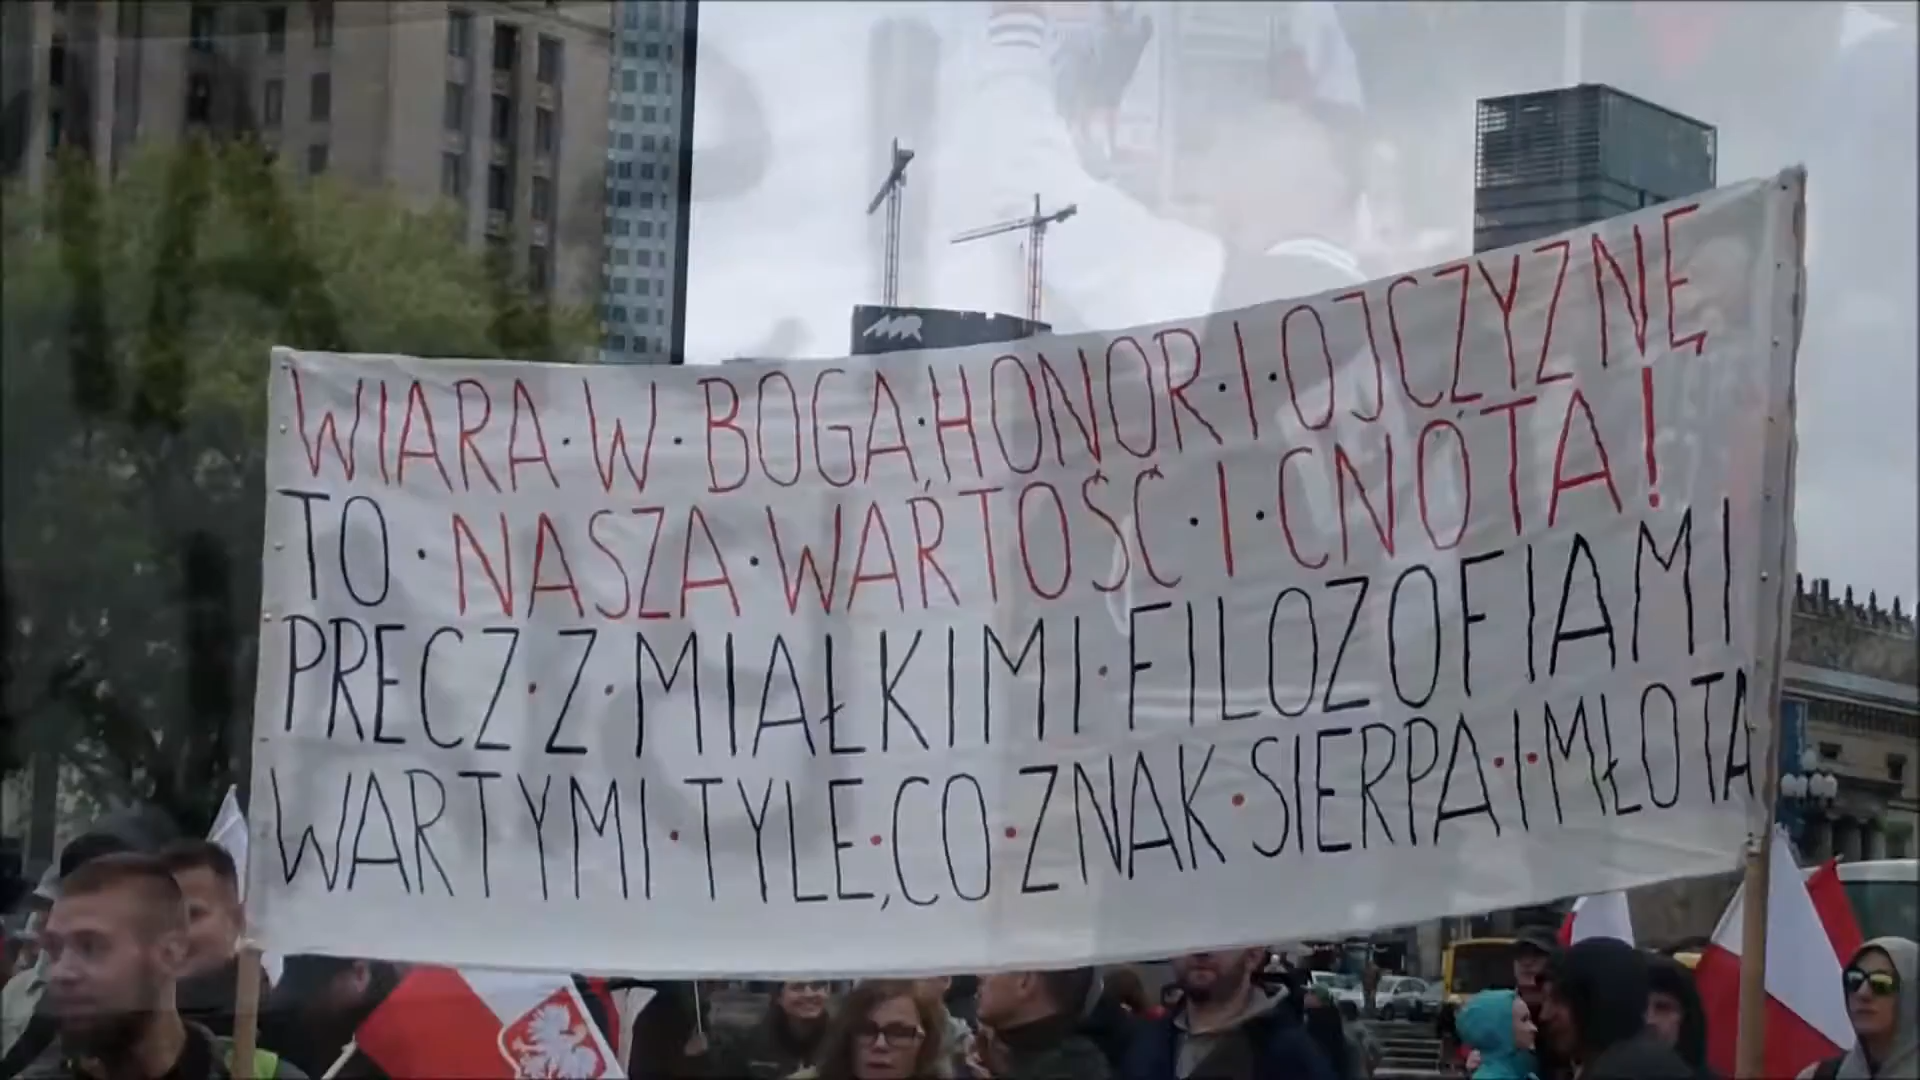 WIARA·W·BOGA,HONOR·I·OJCZYZNĘ
TO·NASZA·WARTOŚĆ·I·CNOTA!
PRECZ·Z·MIAŁKIMI·FILOZOFIAMI
WARTYMI·TYLE·,CO·ZNAK·SIERPA·I·MŁOTA